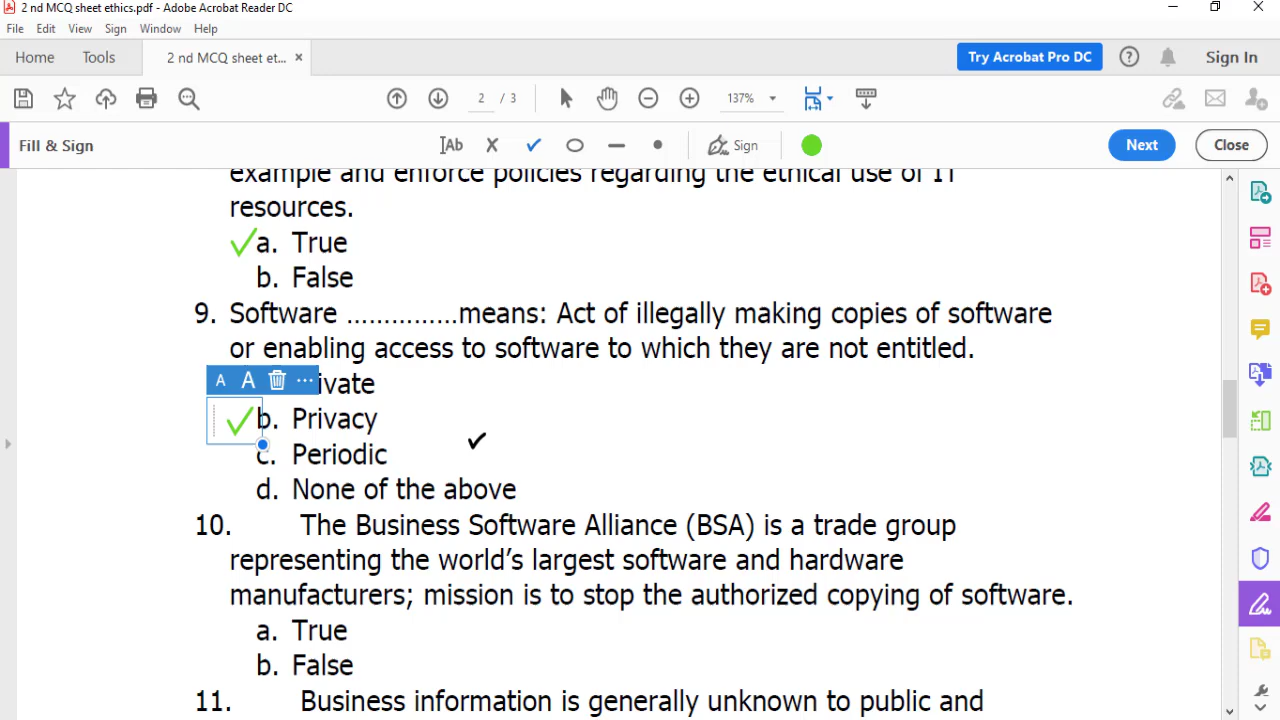 2 nd MCQ sheet ethics.pdf - Adobe Acrobat Reader DC
File Edit View Sign Window Help
Home Tools 2 nd MCQ sheet et... × Try Acrobat Pro DC Sign In
2 / 3 137%
Fill & Sign Ab Sign Next Close
example and enforce policies regarding the ethical use of IT
resources.
a. True
b. False
9. Software ...............means: Act of illegally making copies of software
or enabling access to software to which they are not entitled.
A A ... ivate
b. Privacy
c. Periodic
d. None of the above
10. The Business Software Alliance (BSA) is a trade group
representing the world’s largest software and hardware
manufacturers; mission is to stop the authorized copying of software.
a. True
b. False
11. Business information is generally unknown to public and